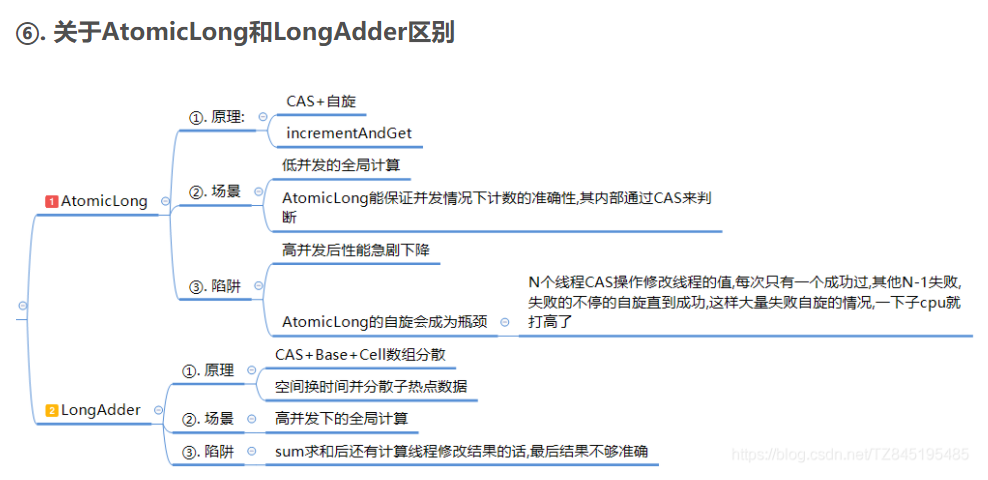 ⑥. 关于AtomicLong和LongAdder区别
1 AtomicLong
①. 原理:
CAS+自旋
incrementAndGet
②. 场景
低并发的全局计算
AtomicLong能保证并发情况下计数的准确性,其内部通过CAS来判
断
③. 陷阱
高并发后性能急剧下降
AtomicLong的自旋会成为瓶颈
N个线程CAS操作修改线程的值,每次只有一个成功过,其他N-1失败,
失败的不停的自旋直到成功,这样大量失败自旋的情况,一下子cpu就
打高了
2 LongAdder
①. 原理
CAS+Base+Cell数组分散
空间换时间并分散子热点数据
②. 场景
高并发下的全局计算
③. 陷阱
sum求和后还有计算线程修改结果的话,最后结果不够准确
https://blog.csdn.net/TZ845195485